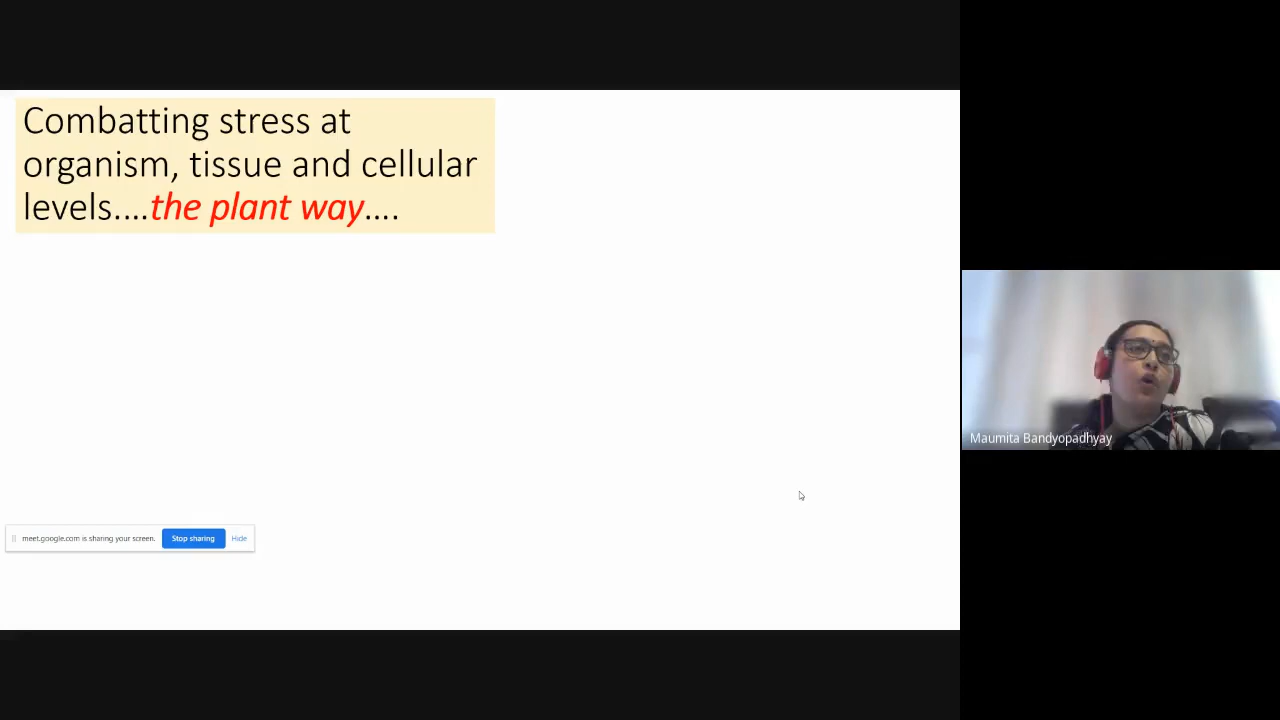 Combatting stress at
organism, tissue and cellular
levels....the plant way....
Maumita Bandyopadhyay
meet.google.com is sharing your screen. Stop sharing Hide